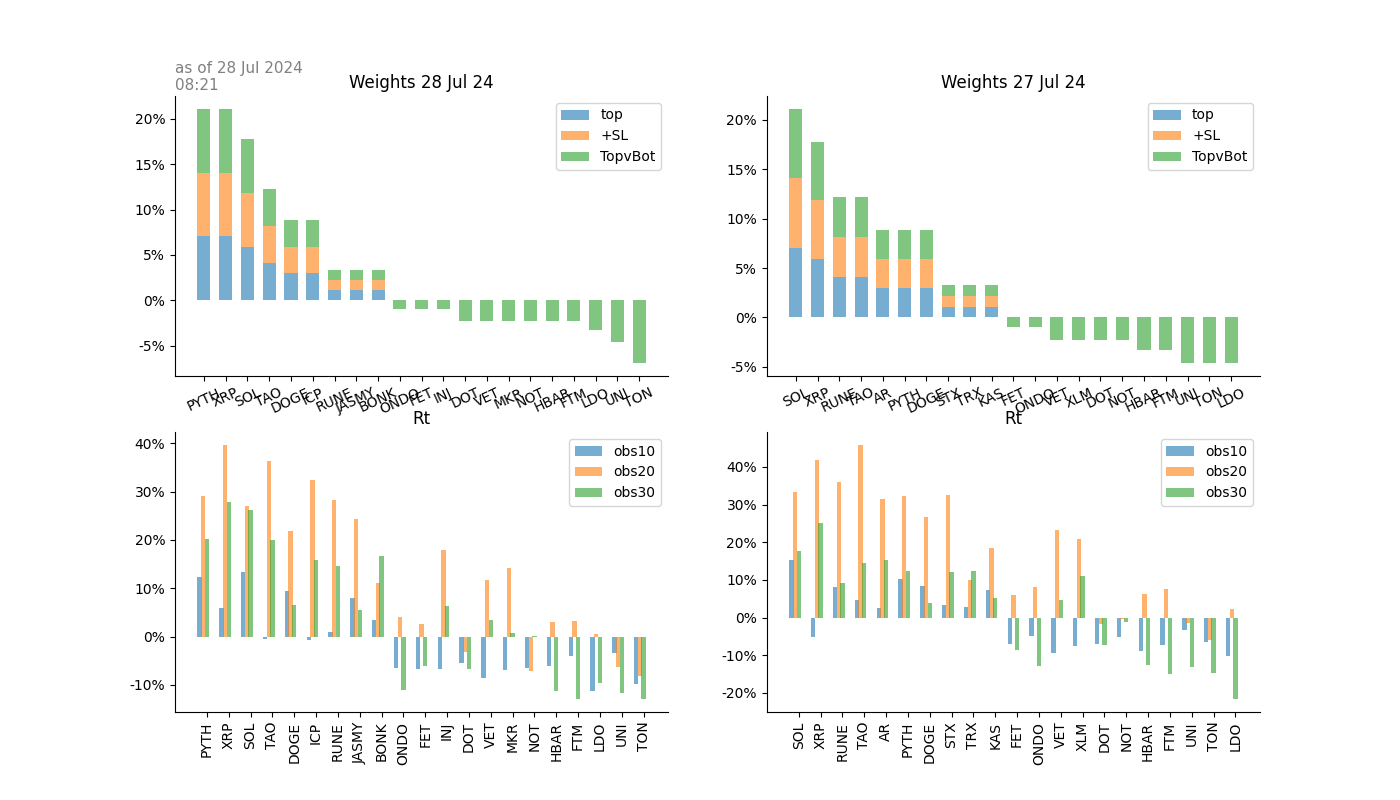 as of 28 Jul 2024
08:21
Weights 28 Jul 24
top
+SL
TopvBot
20%
15%
10%
5%
0%
-5%
PYTH XRP SOL TAO DOGE ICP RUNE JASMY BONK ONDO FET INJ DOT VET MKR NOT HBAR FTM LDO UNI TON
Weights 27 Jul 24
top
+SL
TopvBot
20%
15%
10%
5%
0%
-5%
SOL XRP RUNE TAO AR PYTH DOGE STX TRX KAS FET ONDO VET XLM DOT NOT HBAR FTM UNI TON LDO
Rt
obs10
obs20
obs30
40%
30%
20%
10%
0%
-10%
PYTH XRP SOL TAO DOGE ICP RUNE JASMY BONK ONDO FET INJ DOT VET MKR NOT HBAR FTM LDO UNI TON
Rt
obs10
obs20
obs30
40%
30%
20%
10%
0%
-10%
-20%
SOL XRP RUNE TAO AR PYTH DOGE STX TRX KAS FET ONDO VET XLM DOT NOT HBAR FTM UNI TON LDO